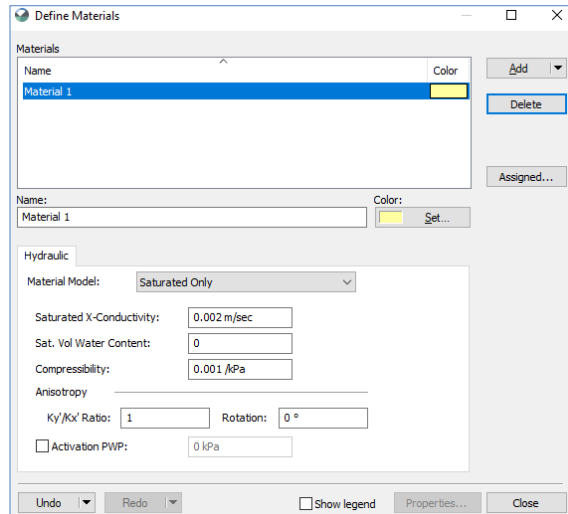 Define Materials
Materials
Name Color Add
Material 1
Delete
Assigned...
Name: Color:
Material 1 Set...
Hydraulic
Material Model: Saturated Only
Saturated X-Conductivity: 0.002 m/sec
Sat. Vol Water Content: 0
Compressibility: 0.001 /kPa
Anisotropy
Ky'/Kx' Ratio: 1 Rotation: 0 °
Activation PWP: 0 kPa
Undo Redo Show legend Properties... Close